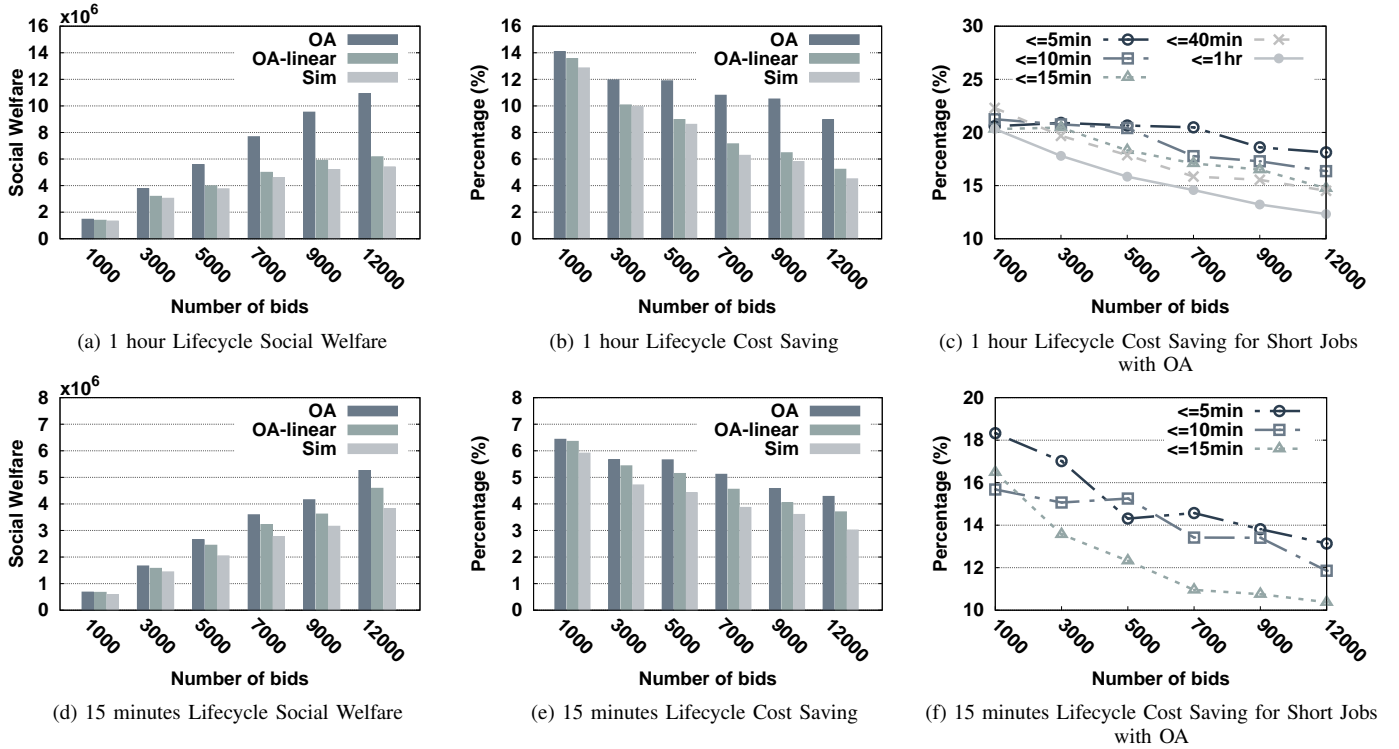 x10⁶
16
14
12
10
8
6
4
2
0
Social Welfare
OA
OA-linear
Sim
1000
3000
5000
7000
9000
12000
Number of bids
(a) 1 hour Lifecycle Social Welfare
16
14
12
10
8
6
4
2
0
Percentage (%)
OA
OA-linear
Sim
1000
3000
5000
7000
9000
12000
Number of bids
(b) 1 hour Lifecycle Cost Saving
30
25
20
15
10
Percentage (%)
<=5min
<=10min
<=15min
<=40min
<=1hr
1000
3000
5000
7000
9000
12000
Number of bids
(c) 1 hour Lifecycle Cost Saving for Short Jobs
with OA
x10⁶
8
7
6
5
4
3
2
1
0
Social Welfare
OA
OA-linear
Sim
1000
3000
5000
7000
9000
12000
Number of bids
(d) 15 minutes Lifecycle Social Welfare
8
7
6
5
4
3
2
1
0
Percentage (%)
OA
OA-linear
Sim
1000
3000
5000
7000
9000
12000
Number of bids
(e) 15 minutes Lifecycle Cost Saving
20
18
16
14
12
10
Percentage (%)
<=5min
<=10min
<=15min
1000
3000
5000
7000
9000
12000
Number of bids
(f) 15 minutes Lifecycle Cost Saving for Short Jobs
with OA